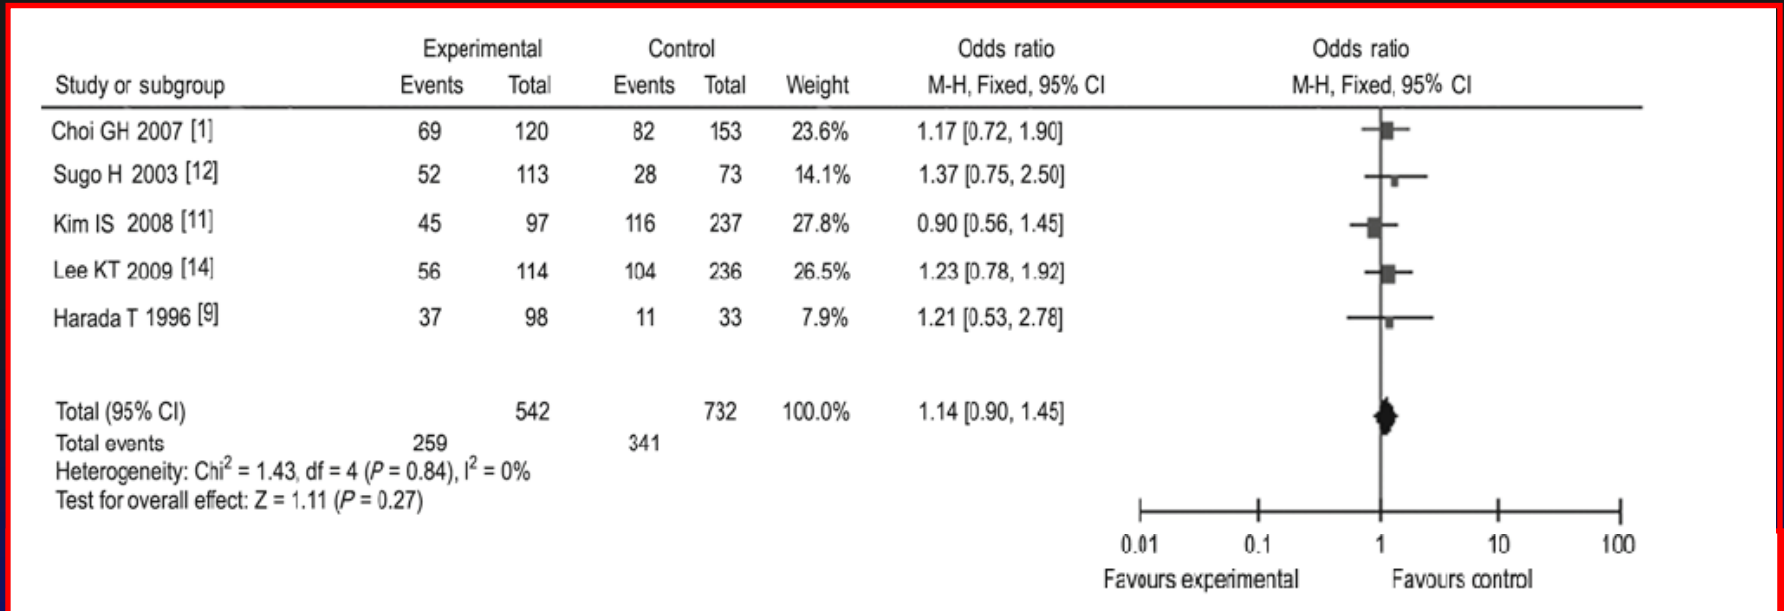 Experimental Control Odds ratio Odds ratio
Study or subgroup Events Total Events Total Weight M-H, Fixed, 95% CI M-H, Fixed, 95% CI
Choi GH 2007 [1] 69 120 82 153 23.6% 1.17 [0.72, 1.90]
Sugo H 2003 [12] 52 113 28 73 14.1% 1.37 [0.75, 2.50]
Kim IS 2008 [11] 45 97 116 237 27.8% 0.90 [0.56, 1.45]
Lee KT 2009 [14] 56 114 104 236 26.5% 1.23 [0.78, 1.92]
Harada T 1996 [9] 37 98 11 33 7.9% 1.21 [0.53, 2.78]
Total (95% CI) 542 732 100.0% 1.14 [0.90, 1.45]
Total events 259 341
Heterogeneity: Chi² = 1.43, df = 4 (P = 0.84), I² = 0%
Test for overall effect: Z = 1.11 (P = 0.27)
0.01 0.1 1 10 100
Favours experimental Favours control